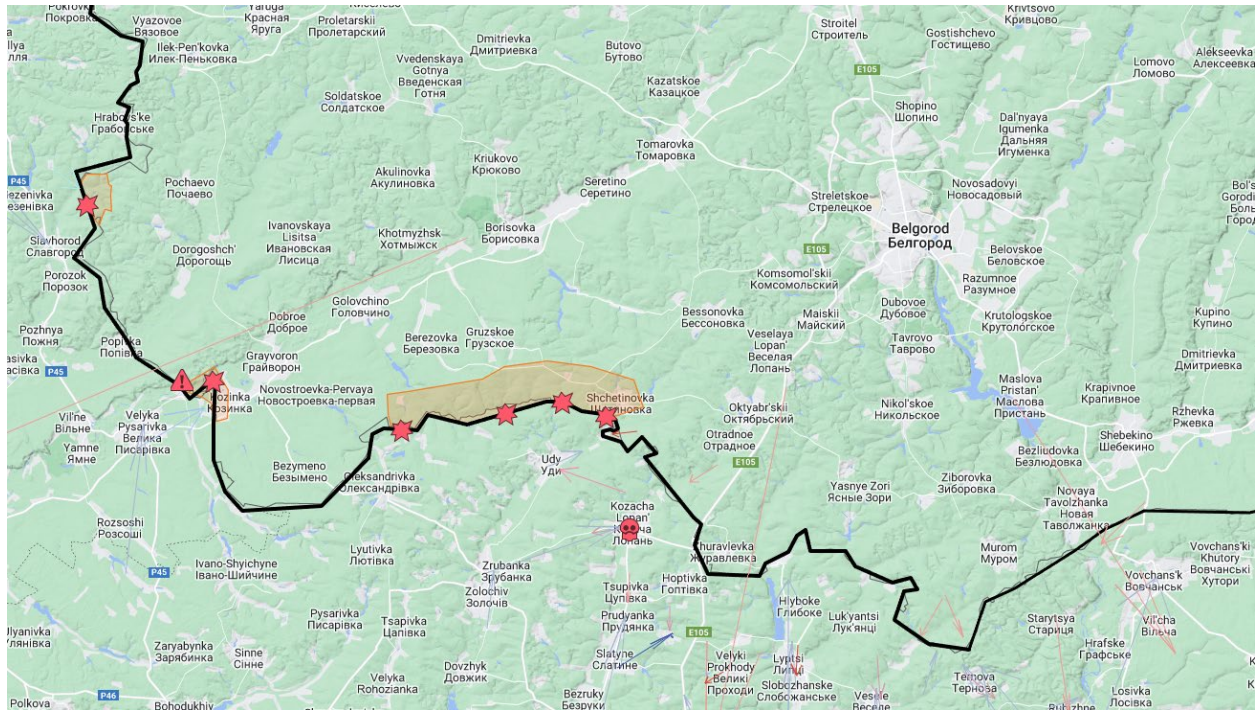 Pokrovka
Покровка
Vyazovoe
Вязовое
Yaruga
Красная
Яруга
Proletarskii
Пролетарский
Ilek-Pen'kovka
Илек-Пеньковка
Dmitrievka
Дмитриевка
Butovo
Бутово
Stroitel
Строитель
Gostishchevo
Гостищево
Krivtsovo
Кривцово
Alekseevka
Алексеевка
Lomovo
Ломово
E105
Vvedenskaya
Gotnya
Введенская
Готня
Kazatskoe
Казацкое
Soldatskoe
Солдатское
Shopino
Шопино
Dal'nyaya
Igumenka
Дальняя
Игуменка
Hrabovs'ke
Грабовське
Tomarovka
Томаровка
Kriukovo
Крюково
Akulinovka
Акулиновка
Seretino
Серетино
P45
Pochaevo
Почаево
Streletskoe
Стрелецкое
Novosadovyi
Новосадовый
Belgorod
Белгород
Ivanovskaya
Lisitsa
Ивановская
Лисица
Borisovka
Борисовка
Khotmyzhsk
Хотмыжск
Slavhorod
Славгород
Dorogoshch'
Дорогощь
E105
Belovskoe
Беловское
Porozok
Порозок
Komsomol'skii
Комсомольский
Razumnoe
Разумное
Golovchino
Головчино
Dobroe
Доброе
Dubovoe
Дубовое
Bessonovka
Бессоновка
Maiskii
Майский
Krutologskoe
Крутологское
Kupino
Купино
Pozhnya
Пожня
Popivka
Попівка
Berezovka
Березовка
Gruzskoe
Грузское
Veselaya
Lopan'
Веселая
Лопань
Tavrovo
Таврово
Dmitrievka
Дмитриевка
P45
Grayvoron
Грайворон
Kozinka
Козинка
Novostroevka-Pervaya
Новостроевка-первая
Shchetinovka
Щетиновка
Maslova
Pristan'
Маслова
Пристань
Krapivnoe
Крапивное
Vil'ne
Вільне
Velyka
Pysarivka
Велика
Писарівка
Oktyabr'skii
Октябрьский
Nikol'skoe
Никольское
Rzhevka
Ржевка
Yamne
Ямне
Otradnoe
Отрадное
Shebekino
Шебекино
Bezliudovka
Безлюдовка
Bezymeno
Безымено
Oleksandrivka
Олександрівка
Udy
Уди
E105
Yasnye Zori
Ясные Зори
Ziborovka
Зиборовка
Novaya
Tavolzhanka
Новая
Таволжанка
Kozacha
Lopan'
Лопань
Rozsoshi
Розсоші
Lyutivka
Лютівка
Zhuravlevka
Журавлевка
Murom
Муром
Vovchans'ki
Khutory
Вовчанські
Хутори
Ivano-Shyichyne
Івано-Шийчине
P45
Zrubanka
Зрубанка
Zolochiv
Золочів
Tsupivka
Цупівка
Hoptivka
Гоптівка
Vovchans'k
Вовчанськ
Hlyboke
Глибоке
Pysarivka
Писарівка
Tsapivka
Цапівка
Prudyanka
Прудянка
Luk'yantsi
Лук'янці
Starytsya
Стариця
Vil'cha
Вільча
Zaryabynka
Зарябинка
Sinne
Сінне
E105
Hrafske
Графське
Slatyne
Слатине
Velyki
Prokhody
Великі
Проходи
Lyptsi
Липці
Slobozhanske
Слобожанське
Dovzhyk
Довжик
Velyka
Rohozianka
Ternova
Тернова
P46
Polkova
Bohodukhiv
Bezruky
Безруки
Vesele
Веселе
Rubizhne
Losivka
Лосівка